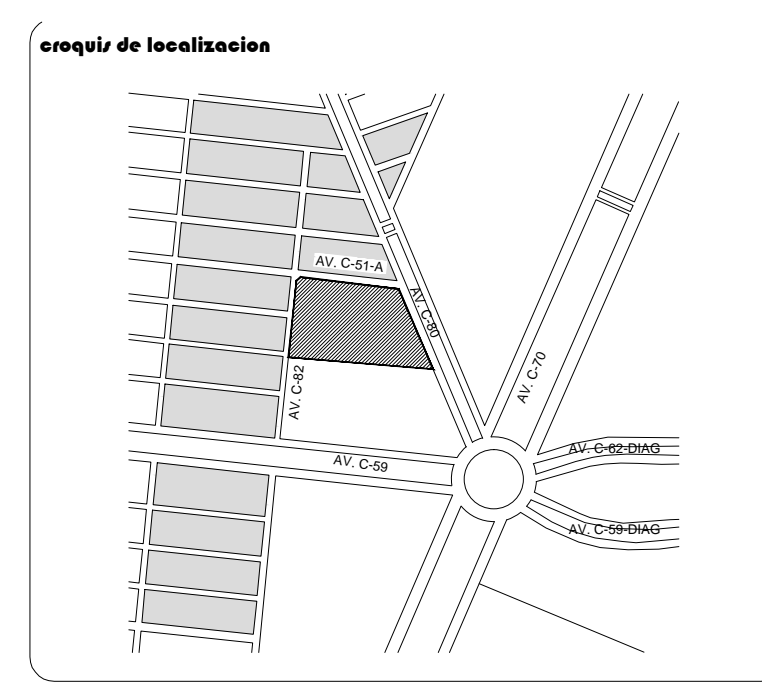 croquis de localizacion
AV. C-51-A
AV. C-80
AV. C-70
AV. C-82
AV. C-59
AV. C-62-DIAG
AV. C-59-DIAG